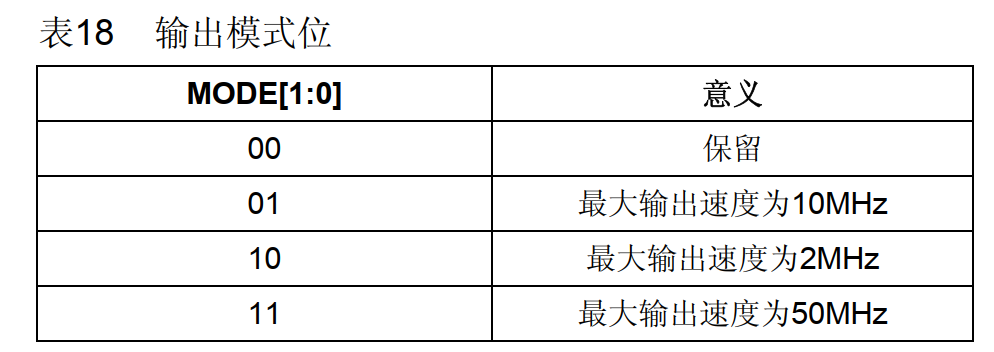 表18 输出模式位
MODE[1:0] 意义
00 保留
01 最大输出速度为10MHz
10 最大输出速度为2MHz
11 最大输出速度为50MHz